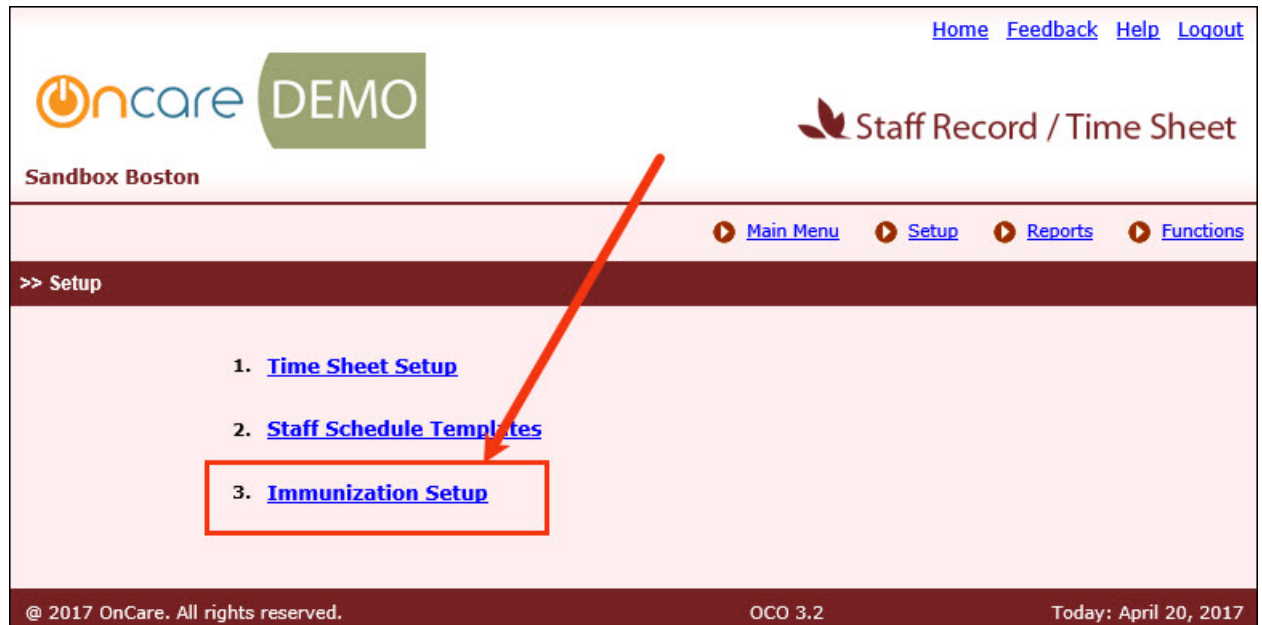 Home Feedback Help Logout
Oncare DEMO
Staff Record / Time Sheet
Sandbox Boston
Main Menu Setup Reports Functions
>> Setup
1. Time Sheet Setup
2. Staff Schedule Templates
3. Immunization Setup
@ 2017 OnCare. All rights reserved. OCO 3.2 Today: April 20, 2017